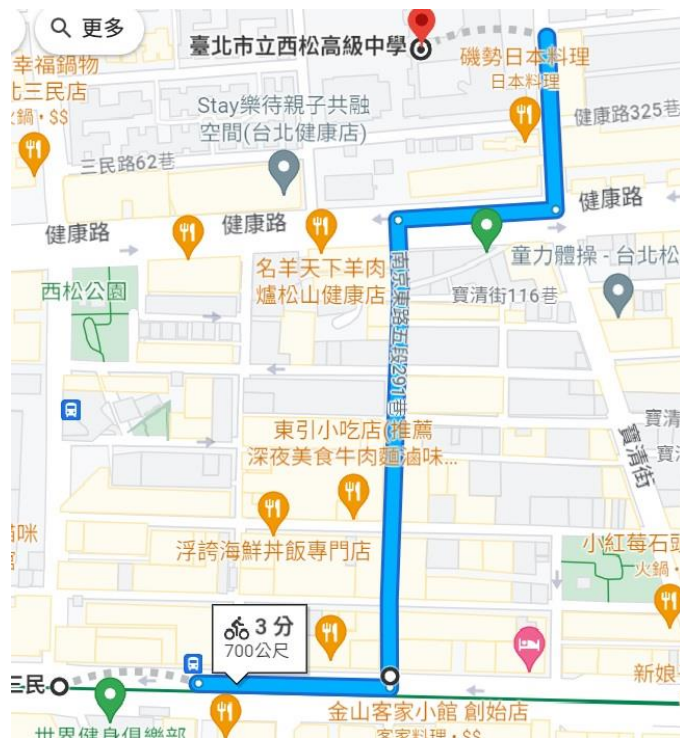 更多
臺北市立西松高級中學
磯勢日本料理
日本料理
幸福鍋物
北三民店
火鍋・$$
Stay樂待親子共融
空間(台北健康店)
健康路325巷
三民路62巷
健康路
健康路
健康路
名羊天下羊肉
爐松山健康店
童力體操 - 台北松
西松公園
寶清街116巷
南京東路五段291巷
東引小吃店(推薦
深夜美食牛肉麵滷味...
寶清
寶清街
浮誇海鮮丼飯專門店
小紅莓石頭
火鍋・
3 分
700公尺
三民
新娘
金山客家小館 創始店
客家料理・$$
世界健身俱樂部